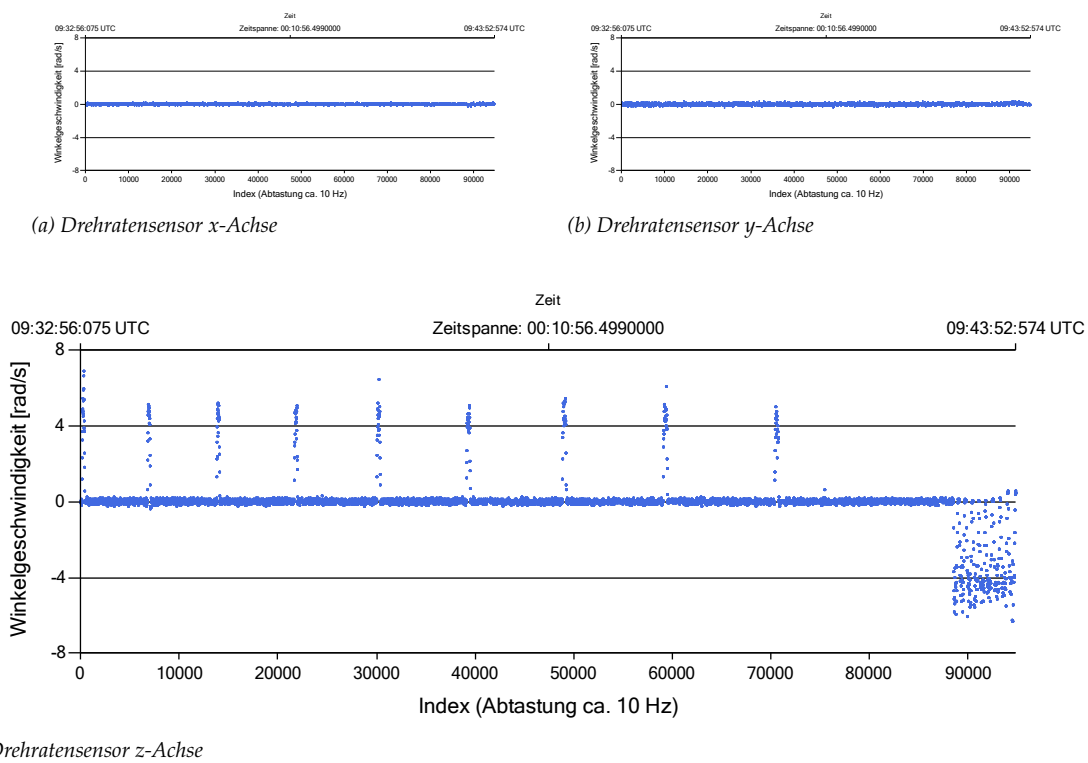 Zeit
09:32:56:075 UTC Zeitspanne: 00:10:56.4990000 09:43:52:574 UTC
8
4
0
-4
-8
Winkelgeschwindigkeit [rad/s]
0 10000 20000 30000 40000 50000 60000 70000 80000 90000
Index (Abtastung ca. 10 Hz)
(a) Drehratensensor x-Achse
Zeit
09:32:56:075 UTC Zeitspanne: 00:10:56.4990000 09:43:52:574 UTC
8
4
0
-4
-8
Winkelgeschwindigkeit [rad/s]
0 10000 20000 30000 40000 50000 60000 70000 80000 90000
Index (Abtastung ca. 10 Hz)
(b) Drehratensensor y-Achse
Zeit
09:32:56:075 UTC Zeitspanne: 00:10:56.4990000 09:43:52:574 UTC
8
4
0
-4
-8
Winkelgeschwindigkeit [rad/s]
0 10000 20000 30000 40000 50000 60000 70000 80000 90000
Index (Abtastung ca. 10 Hz)
Drehratensensor z-Achse